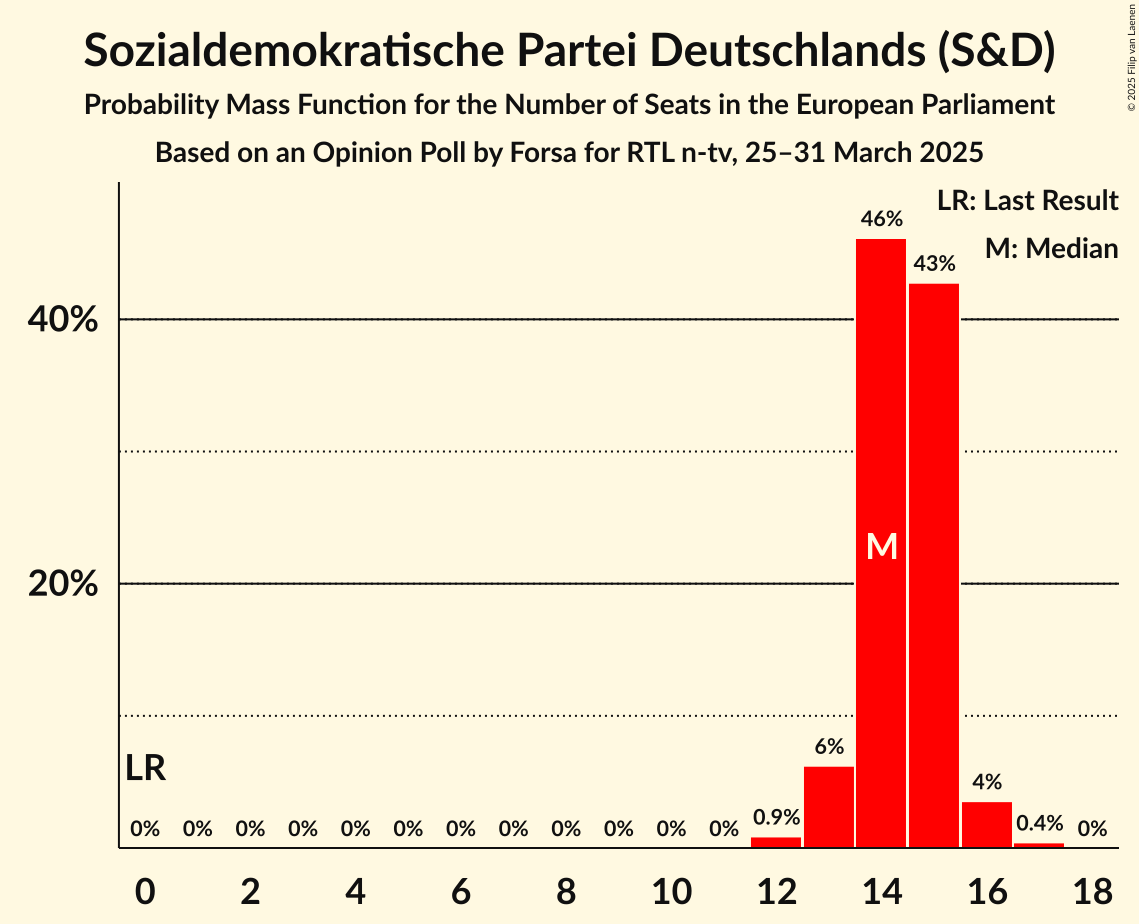 Sozialdemokratische Partei Deutschlands (S&D)
Probability Mass Function for the Number of Seats in the European Parliament
Based on an Opinion Poll by Forsa for RTL n-tv, 25–31 March 2025
© 2025 Filip van Laenen
LR: Last Result
M: Median
46%
43%
40%
M
20%
6%
LR
4%
0% 0% 0% 0% 0% 0% 0% 0% 0% 0% 0% 0% 0.9% 0.4% 0%
0 2 4 6 8 10 12 14 16 18